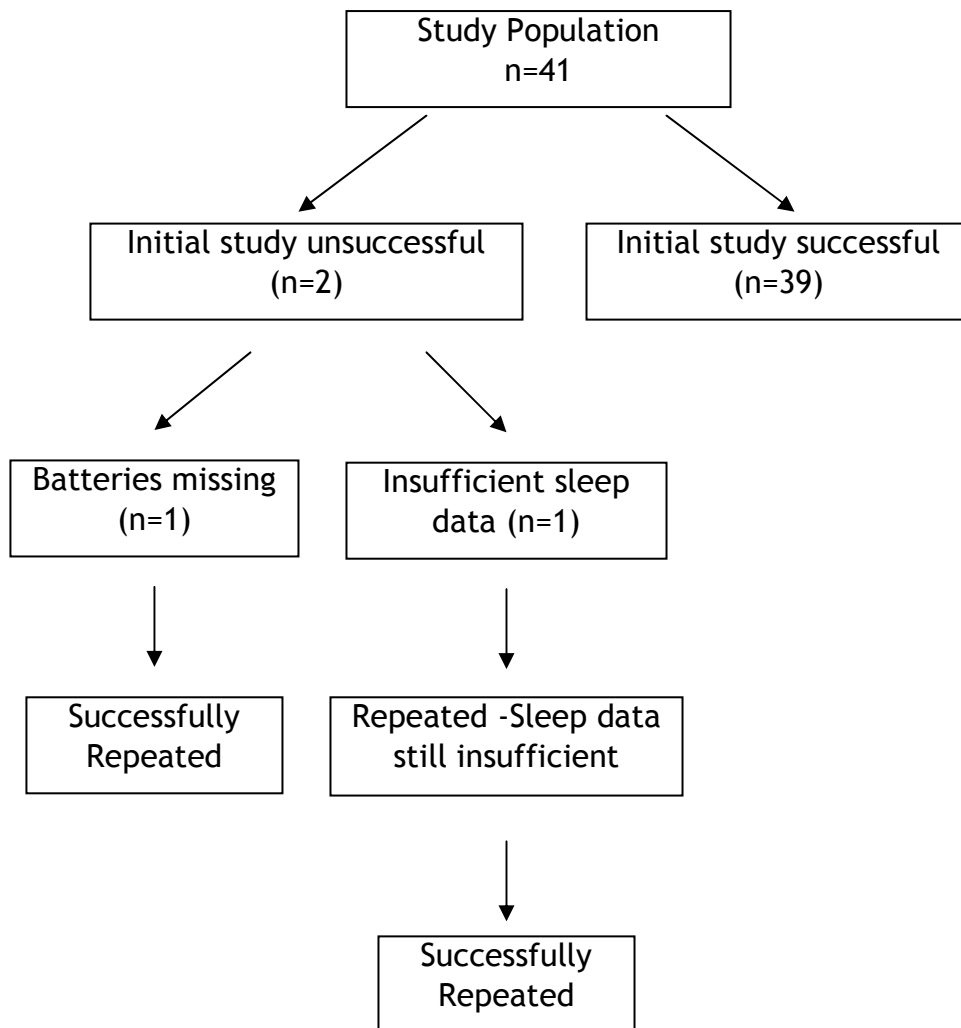 Study Population
n=41
Initial study unsuccessful
(n=2)
Initial study successful
(n=39)
Batteries missing
(n=1)
Insufficient sleep
data (n=1)
Successfully
Repeated
Repeated -Sleep data
still insufficient
Successfully
Repeated